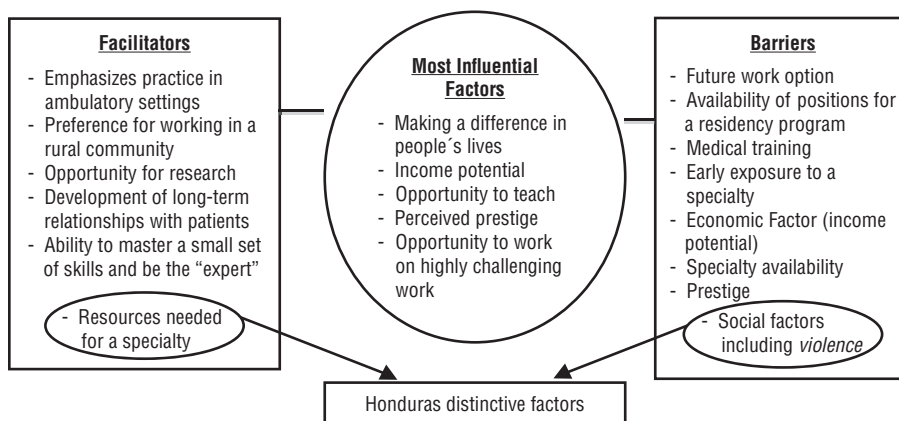 Facilitators
- Emphasizes practice in
ambulatory settings
- Preference for working in a
rural community
- Opportunity for research
- Development of long-term
relationships with patients
- Ability to master a small set
of skills and be the “expert”
- Resources needed
for a specialty
Most Influential
Factors
- Making a difference in
people´s lives
- Income potential
- Opportunity to teach
- Perceived prestige
- Opportunity to work
on highly challenging
work
Barriers
- Future work option
- Availability of positions for
a residency program
- Medical training
- Early exposure to a
specialty
- Economic Factor (income
potential)
- Specialty availability
- Prestige
- Social factors
including violence
Honduras distinctive factors